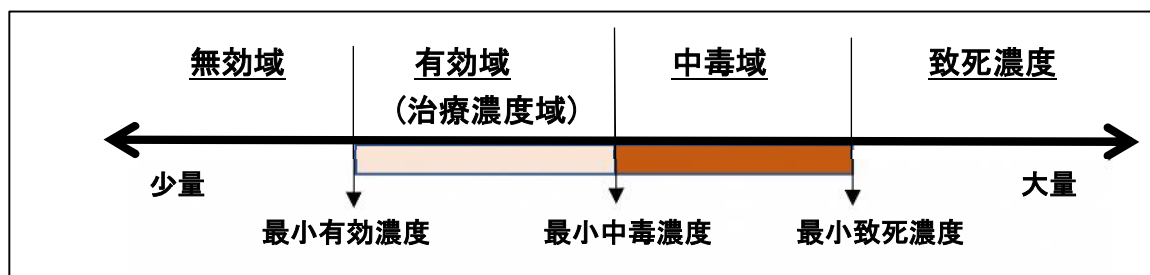 無効域
有効域
(治療濃度域)
中毒域
致死濃度
少量
大量
最小有効濃度
最小中毒濃度
最小致死濃度